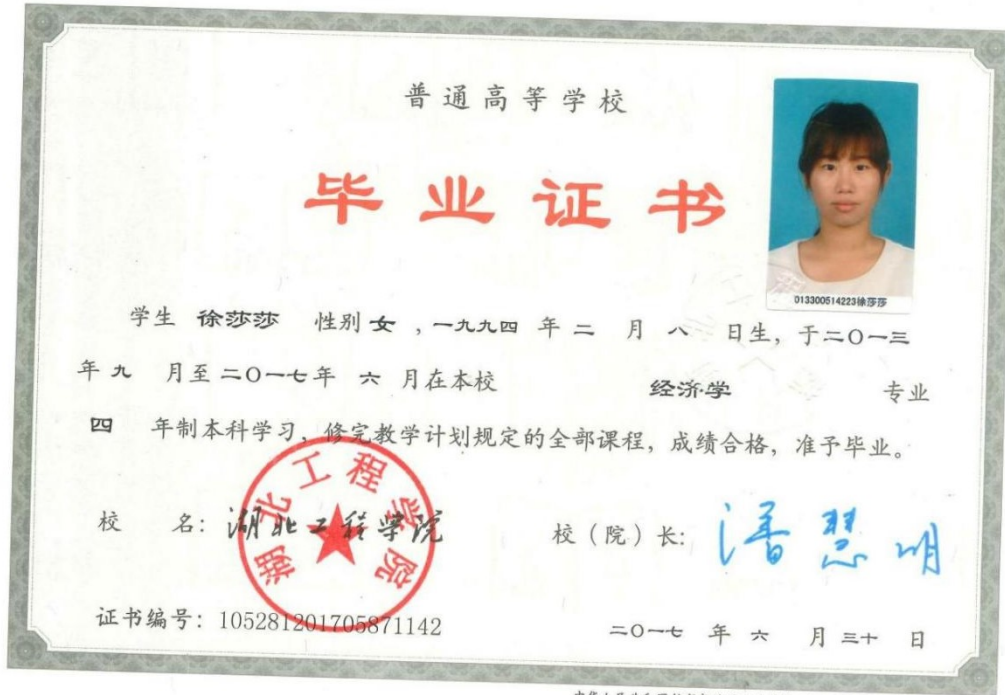 普通高等学校
毕业证书
013300514223徐莎莎
学生 徐莎莎 性别 女 ，一九九四 年 二 月 八 日生，于二〇一三
年 九 月至 二〇一七年 六 月在本校 经济学 专业
四 年制本科学习，修完教学计划规定的全部课程，成绩合格，准予毕业。
校 名：湖北工程学院
湖北工程学院
校（院）长：潘慧明
证书编号：105281201705871142
二〇一七 年 六 月 三十 日